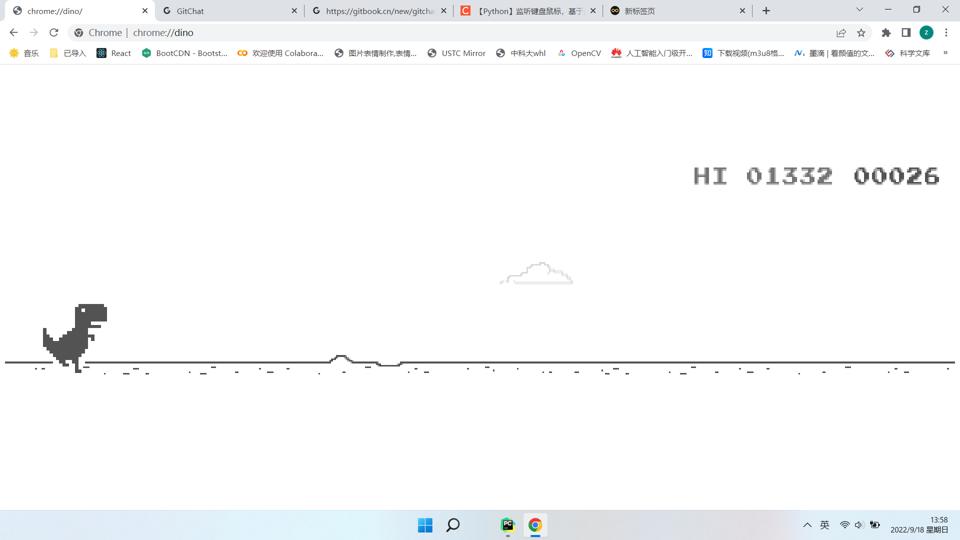 chrome://dino/
GitChat
https://gitbook.cn/new/gitcha
【Python】监听键盘鼠标，基于
新标签页
Chrome | chrome://dino
z
音乐
已导入
React
BootCDN - Bootst...
欢迎使用 Colabora...
图片表情制作,表情...
USTC Mirror
中科大whl
OpenCV
人工智能入门级开...
知
下载视频(m3u8格...
墨滴 | 看颜值的文...
科学文库
»
HI 01332 00026
PC
英
13:58
2022/9/18 星期日